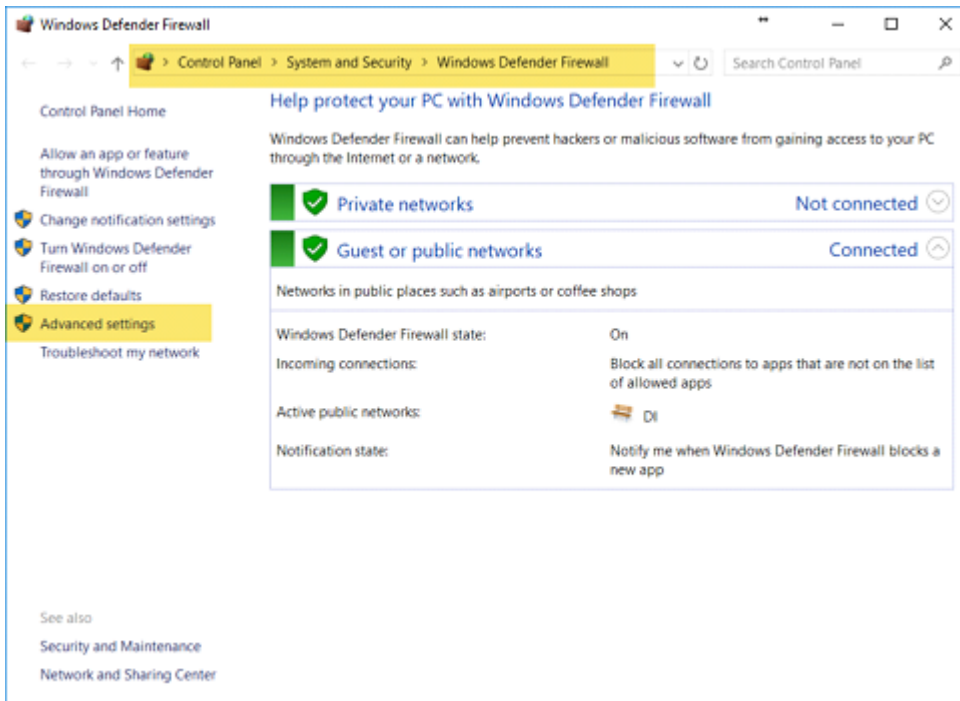 Windows Defender Firewall
Control Panel > System and Security > Windows Defender Firewall
Search Control Panel
Control Panel Home
Allow an app or feature
through Windows Defender
Firewall
Change notification settings
Turn Windows Defender
Firewall on or off
Restore defaults
Advanced settings
Troubleshoot my network
See also
Security and Maintenance
Network and Sharing Center
Help protect your PC with Windows Defender Firewall
Windows Defender Firewall can help prevent hackers or malicious software from gaining access to your PC
through the Internet or a network.
Private networks Not connected
Guest or public networks Connected
Networks in public places such as airports or coffee shops
Windows Defender Firewall state: On
Incoming connections: Block all connections to apps that are not on the list
of allowed apps
Active public networks: DI
Notification state: Notify me when Windows Defender Firewall blocks a
new app